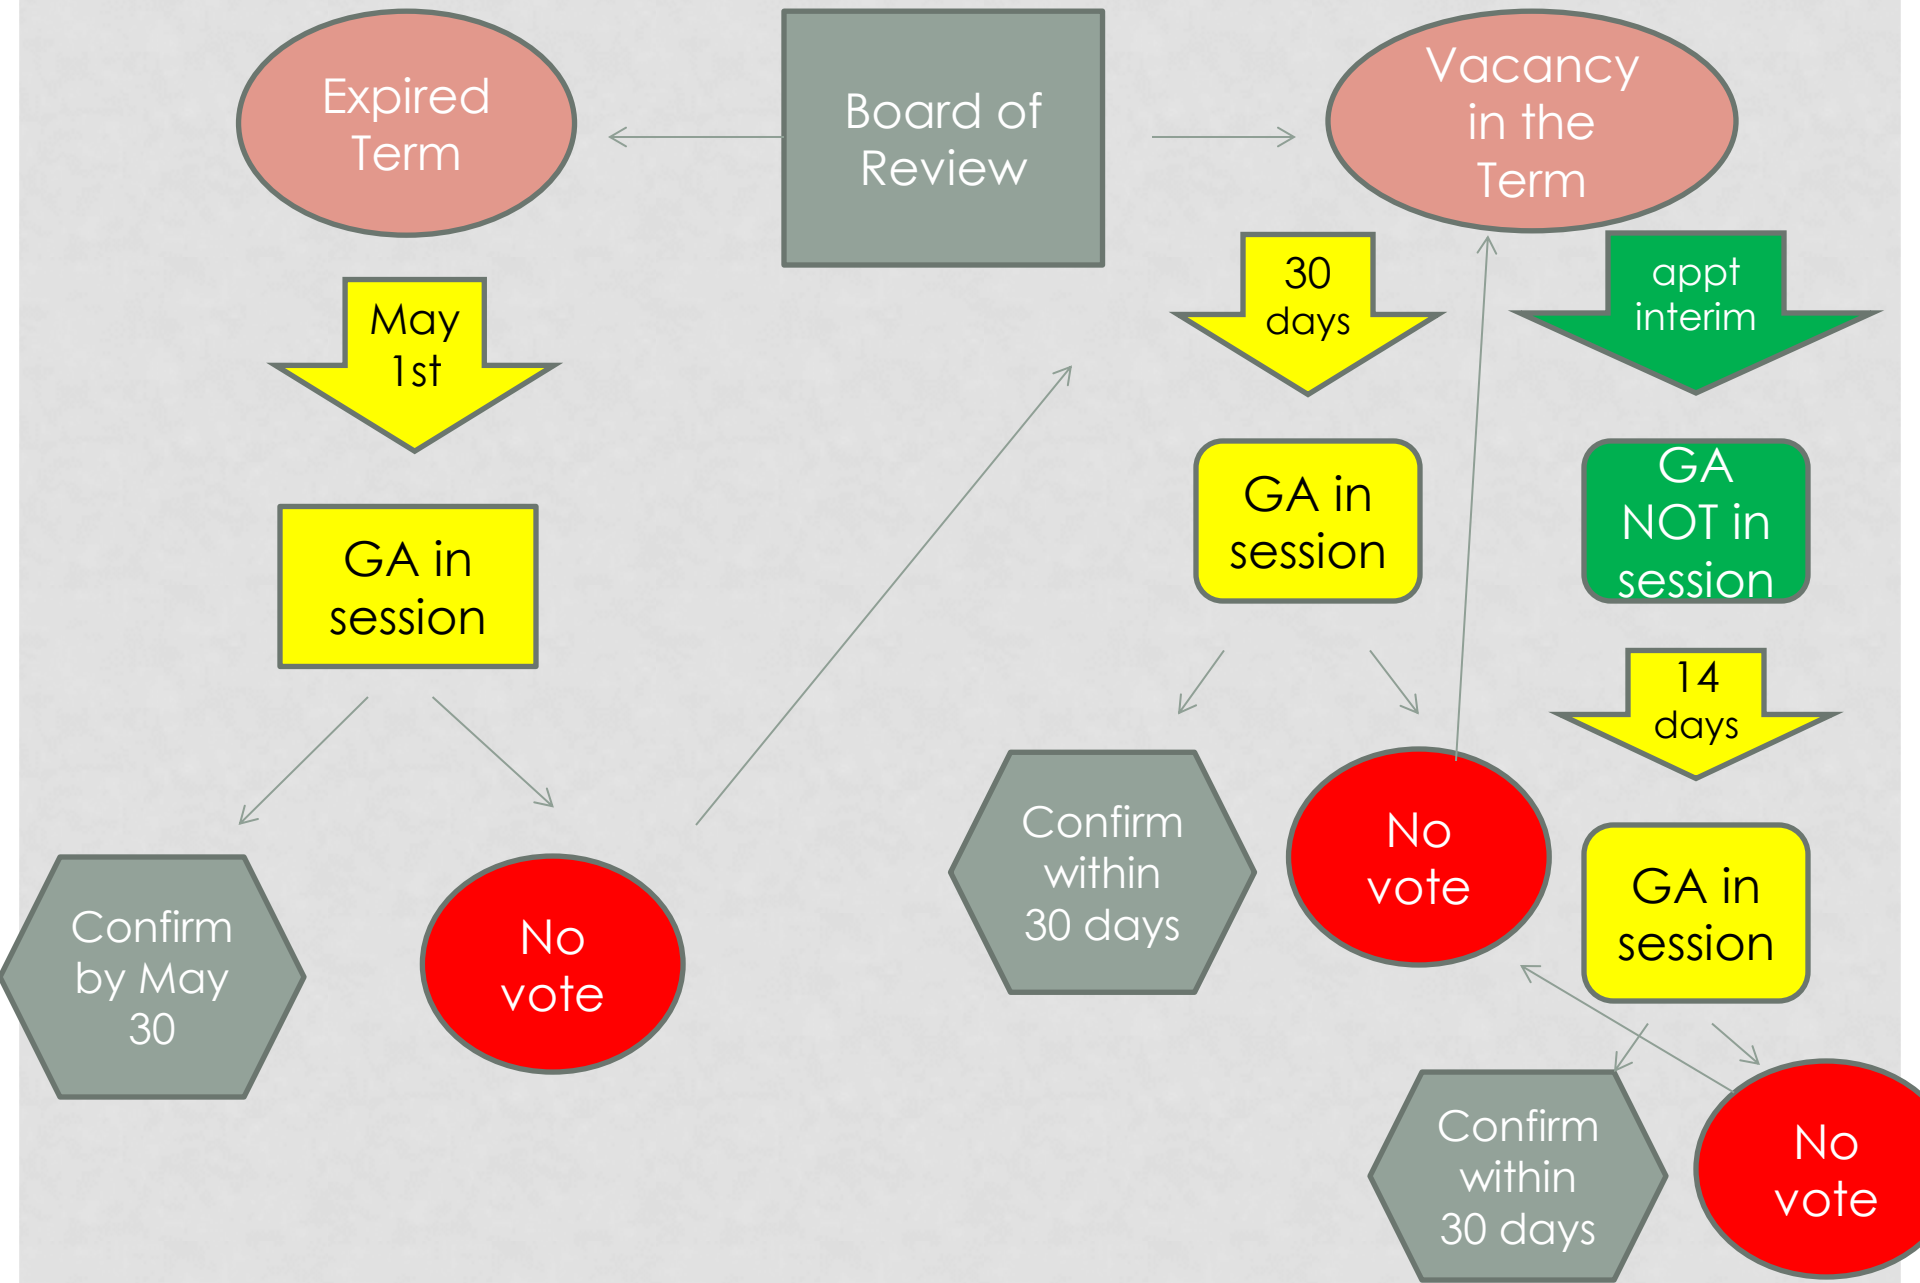 Expired
Term
Board of
Review
Vacancy
in the
Term
May
1st
30
days
appt
interim
GA in
session
GA in
session
GA
NOT in
session
14
days
Confirm
by May
30
No
vote
Confirm
within
30 days
No
vote
GA in
session
Confirm
within
30 days
No
vote